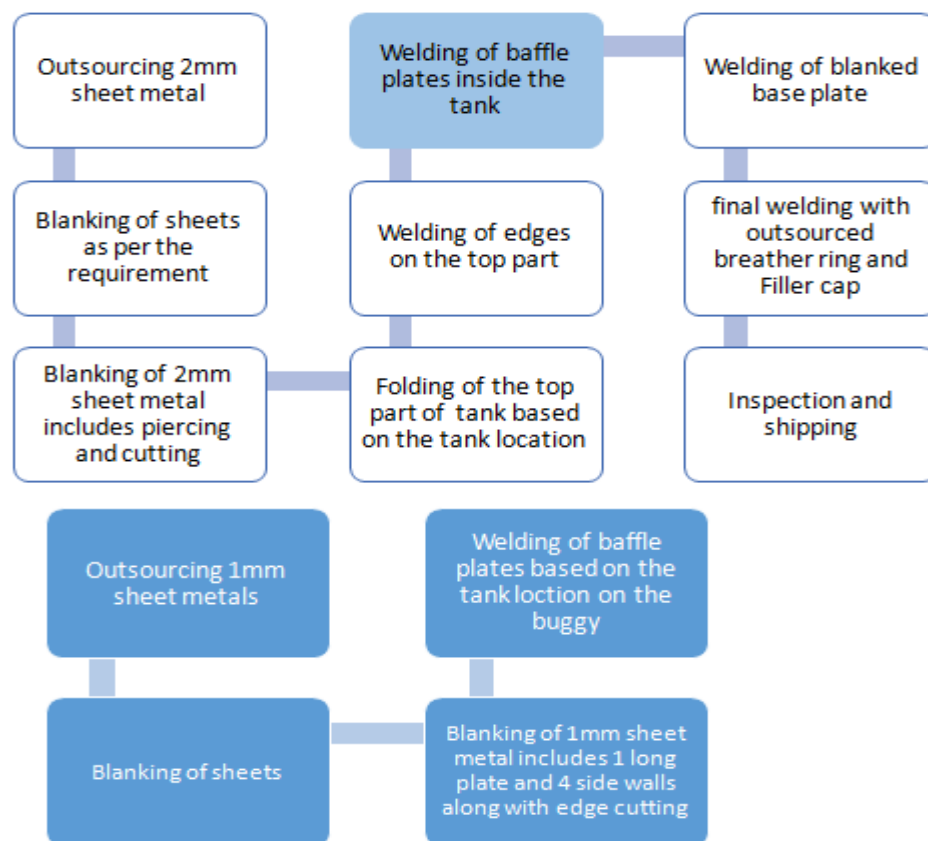 Outsourcing 2mm
sheet metal
Blanking of sheets
as per the
requirement
Blanking of 2mm
sheet metal
includes piercing
and cutting
Folding of the top
part of tank based
on the tank location
Welding of edges
on the top part
Welding of baffle
plates inside the
tank
Welding of blanked
base plate
final welding with
outsourced
breather ring and
Filler cap
Inspection and
shipping
Outsourcing 1mm
sheet metals
Blanking of sheets
Blanking of 1mm sheet
metal includes 1 long
plate and 4 side walls
along with edge cutting
Welding of baffle
plates based on the
tank loction on the
buggy